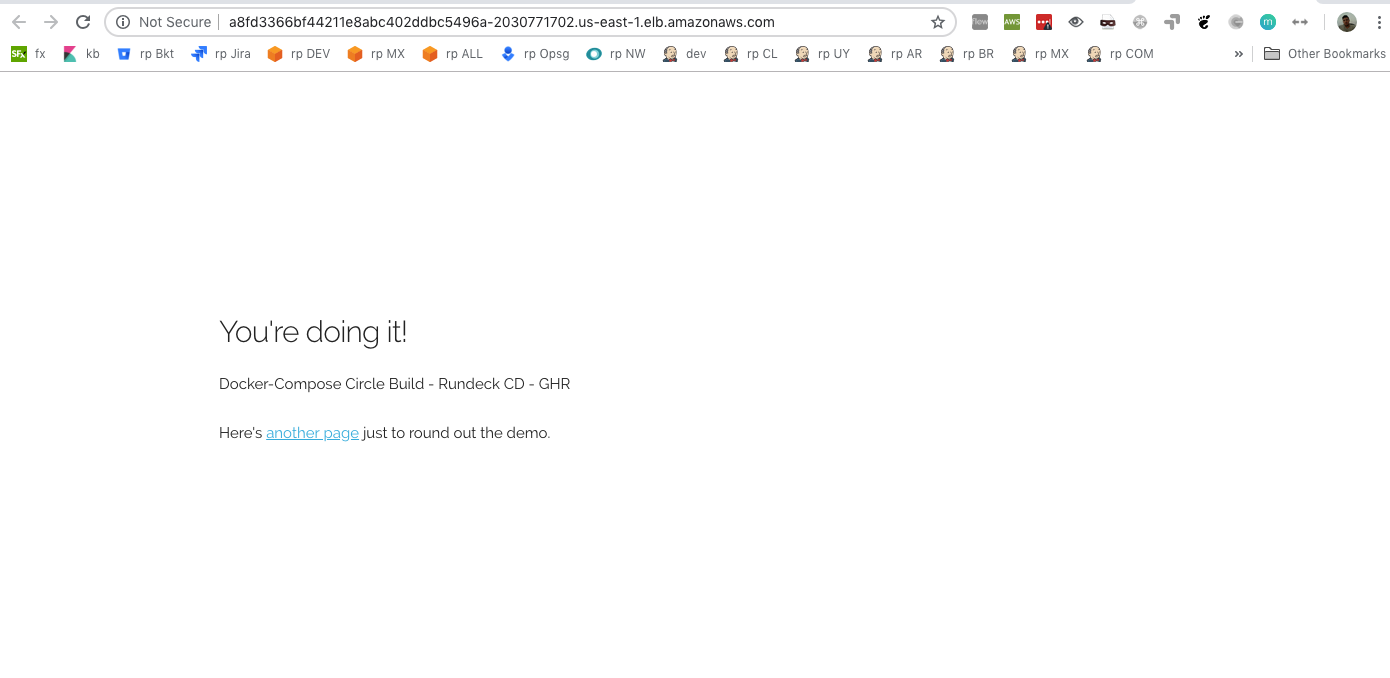 Not Secure a8fd3366bf44211e8abc402ddbc5496a-2030771702.us-east-1.elb.amazonaws.com flew AWS m
SFx fx kb rp Bkt rp Jira rp DEV rp MX rp ALL rp Opsg rp NW dev rp CL rp UY rp AR rp BR rp MX rp COM » Other Bookmarks
You're doing it!
Docker-Compose Circle Build - Rundeck CD - GHR
Here's another page just to round out the demo.